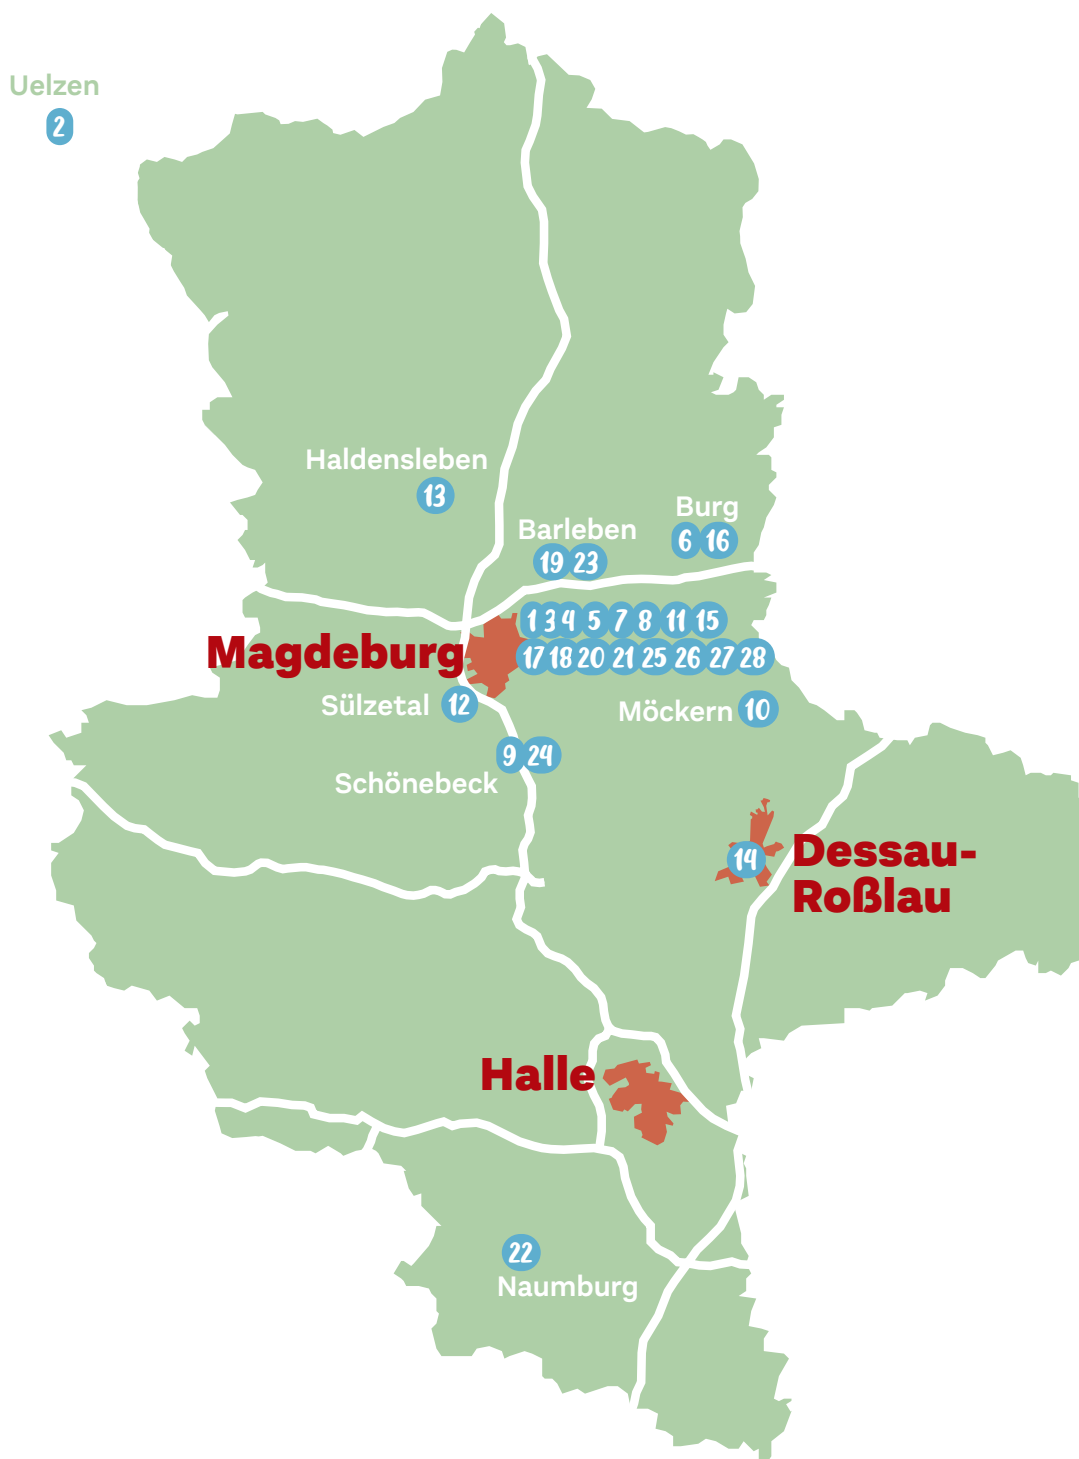 Uelzen
2
Haldensleben
13
Burg
6 16
Barleben
19 23
1 3 4 5 7 8 11 15
Magdeburg
17 18 20 21 25 26 27 28
Sülzetal 12
Möckern 10
9 24
Schönebeck
14
Dessau-
Roßlau
Halle
22
Naumburg